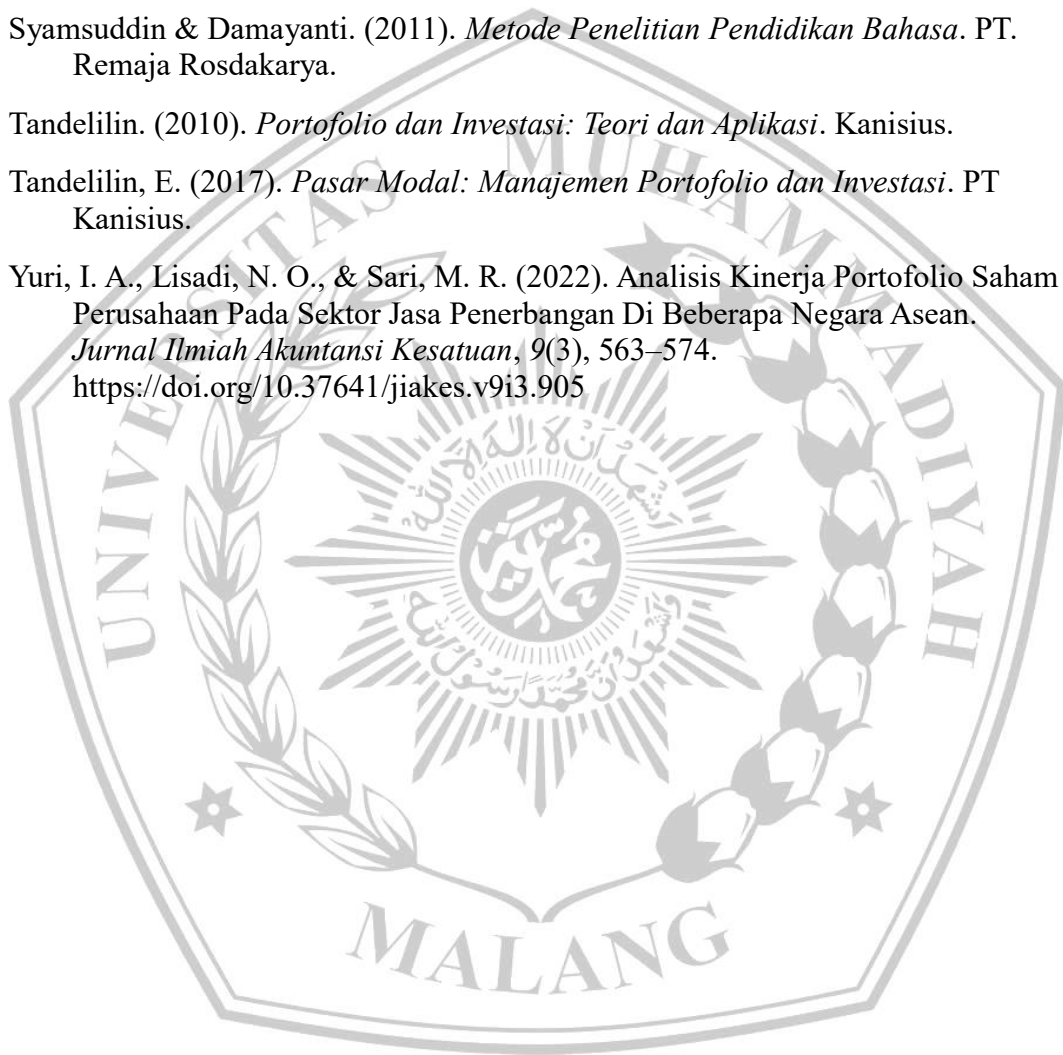 Syamsuddin & Damayanti. (2011). Metode Penelitian Pendidikan Bahasa. PT.
Remaja Rosdakarya.
Tandelilin. (2010). Portofolio dan Investasi: Teori dan Aplikasi. Kanisius.
Tandelilin, E. (2017). Pasar Modal: Manajemen Portofolio dan Investasi. PT
Kanisius.
Yuri, I. A., Lisadi, N. O., & Sari, M. R. (2022). Analisis Kinerja Portofolio Saham
Perusahaan Pada Sektor Jasa Penerbangan Di Beberapa Negara Asean.
Jurnal Ilmiah Akuntansi Kesatuan, 9(3), 563–574.
https://doi.org/10.37641/jiakes.v9i3.905
UNIVERSITAS MUHAMMADIYAH
MALANG